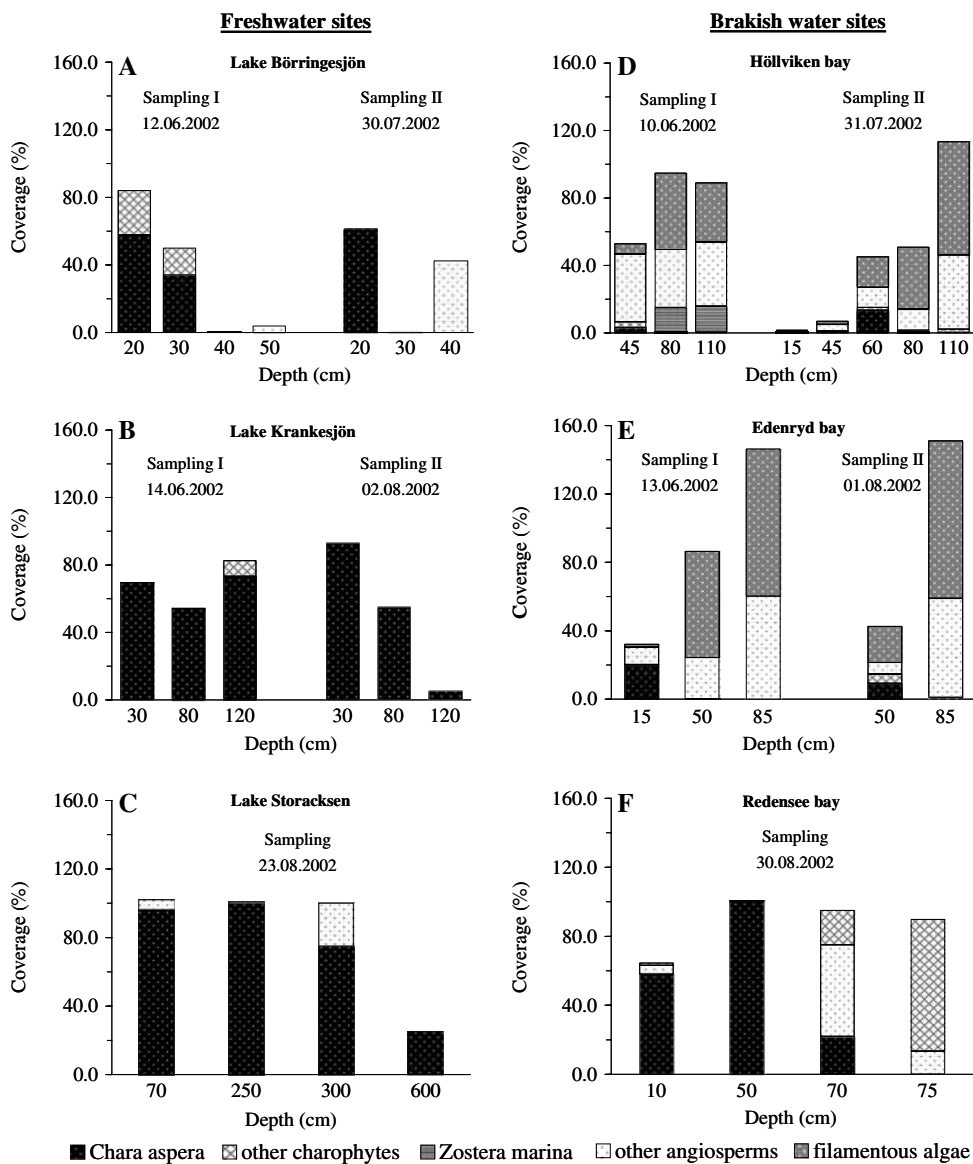 Freshwater sites
Brakish water sites
A
Lake Börringesjön
Sampling I
12.06.2002
Sampling II
30.07.2002
Coverage (%)
160.0
120.0
80.0
40.0
0.0
20 30 40 50 20 30 40
Depth (cm)
D
Höllviken bay
Sampling I
10.06.2002
Sampling II
31.07.2002
Coverage (%)
160.0
120.0
80.0
40.0
0.0
45 80 110 15 45 60 80 110
Depth (cm)
B
Lake Krankesjön
Sampling I
14.06.2002
Sampling II
02.08.2002
Coverage (%)
160.0
120.0
80.0
40.0
0.0
30 80 120 30 80 120
Depth (cm)
E
Edenryd bay
Sampling I
13.06.2002
Sampling II
01.08.2002
Coverage (%)
160.0
120.0
80.0
40.0
0.0
15 50 85 50 85
Depth (cm)
C
Lake Storacksen
Sampling
23.08.2002
Coverage (%)
160.0
120.0
80.0
40.0
0.0
70 250 300 600
Depth (cm)
F
Redensee bay
Sampling
30.08.2002
Coverage (%)
160.0
120.0
80.0
40.0
0.0
10 50 70 75
Depth (cm)
Chara aspera other charophytes Zostera marina other angiosperms filamentous algae